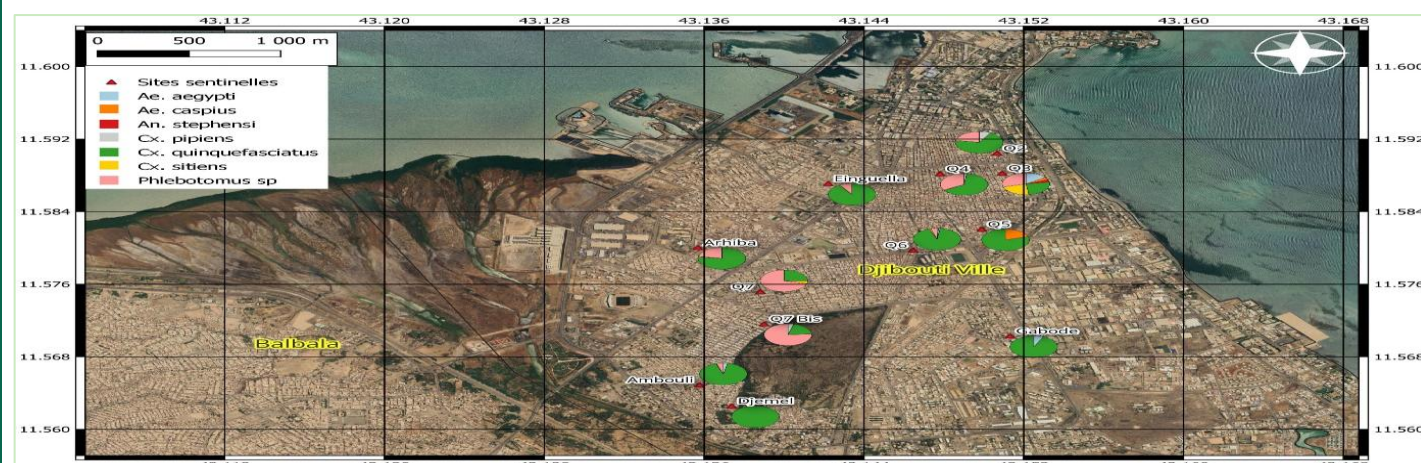 43.112 43.120 43.128 43.136 43.144 43.152 43.160 43.168
0 500 1 000 m
11.600 11.600
Sites sentinelles
Ae. aegypti
Ae. caspius
An. stephensi
Cx. pipiens
Cx. quinquefasciatus
Cx. sitiens
Phlebotomus sp
11.592 11.592
Q2
Einguella Q4 Q3
11.584 11.584
Arhiba Q6 Q5
Djibouti Ville
11.576 11.576
Q7
Q7 Bis
Gabode
Balbala
11.568 11.568
Ambouli
Djemel
11.560 11.560